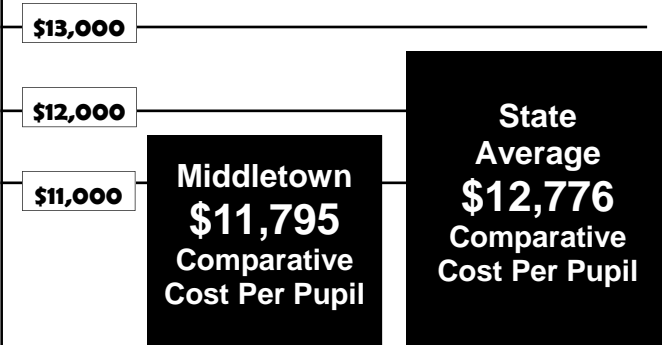 $13,000
$12,000
$11,000
Middletown
$11,795
Comparative
Cost Per Pupil
State
Average
$12,776
Comparative
Cost Per Pupil